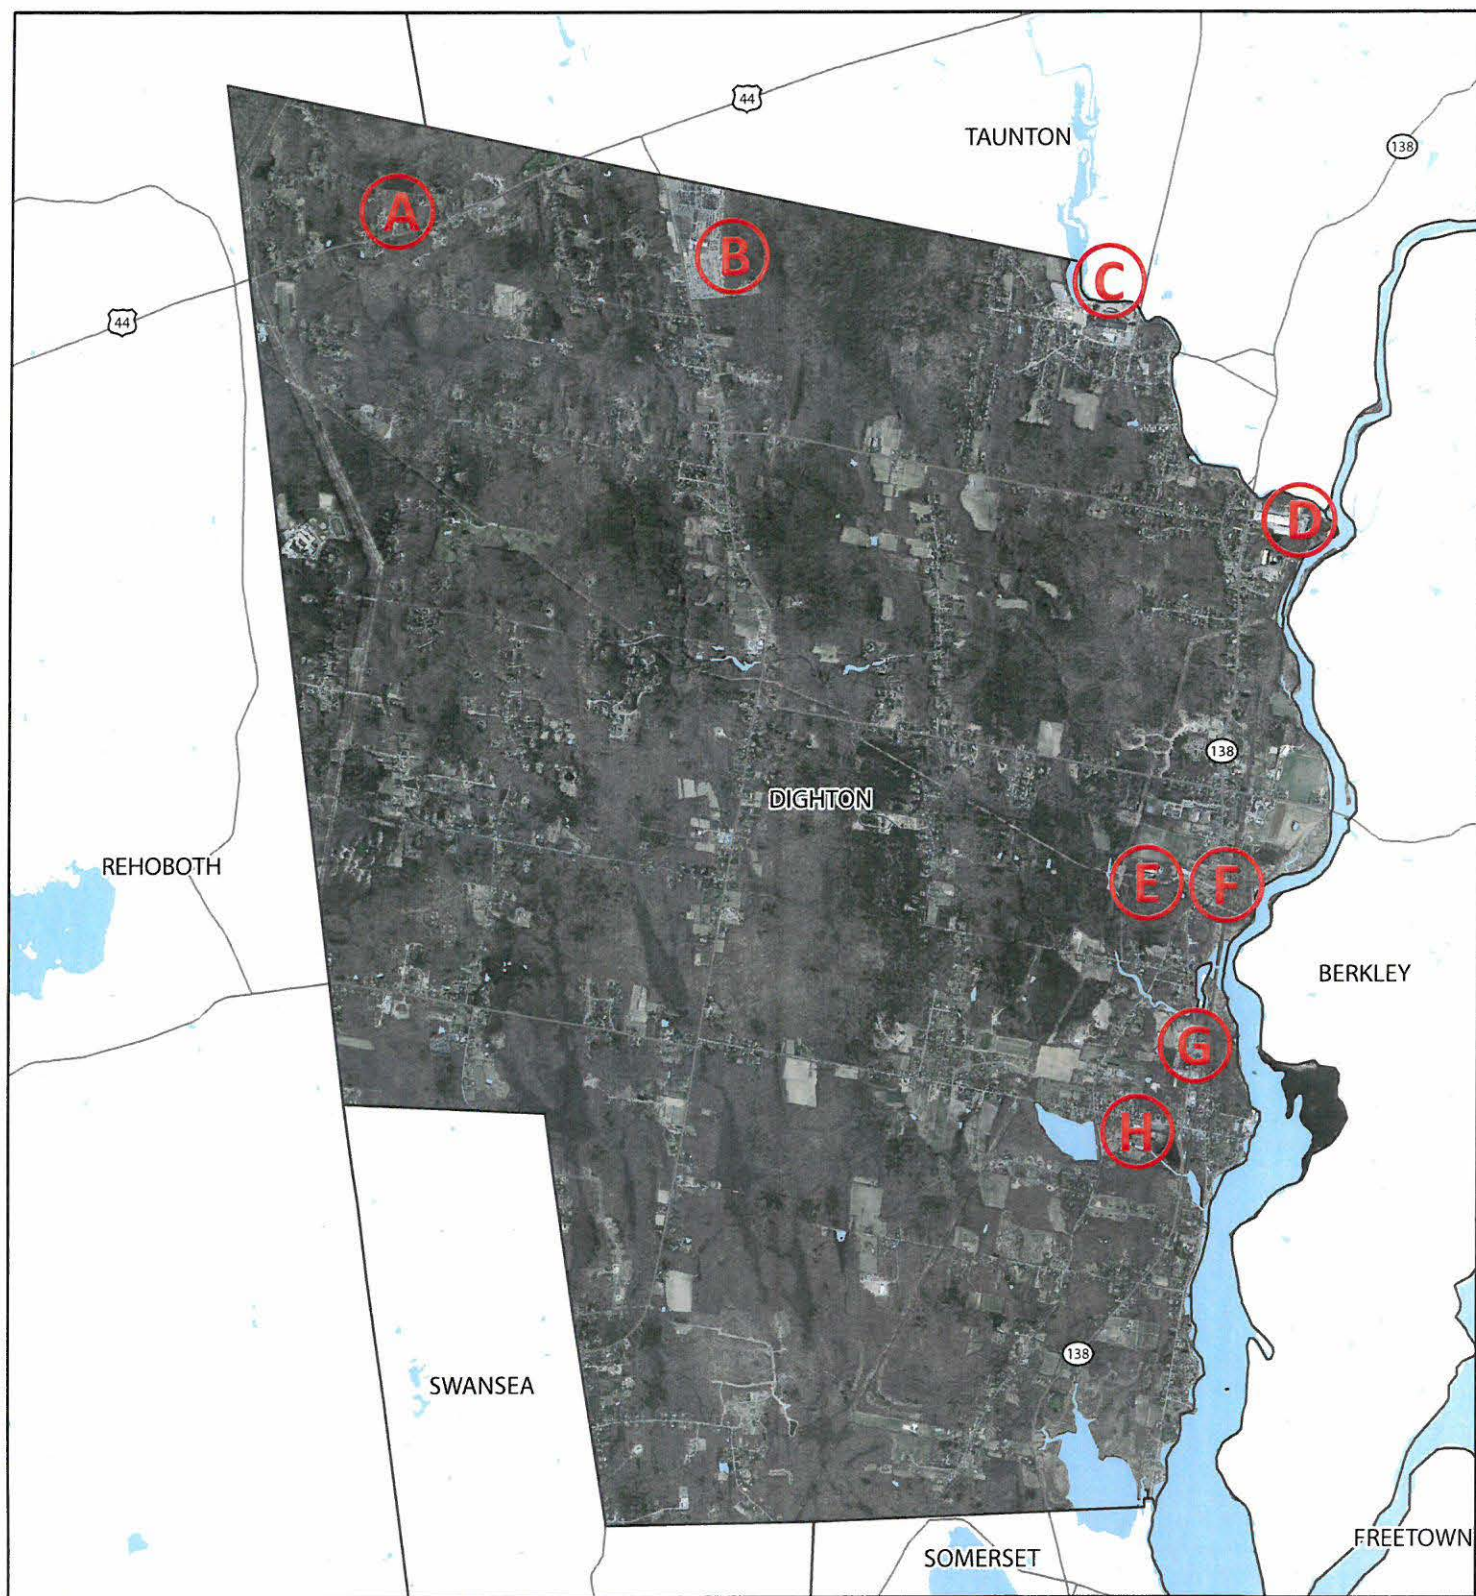 44
TAUNTON
138
A
B
C
44
D
138
DIGHTON
REHOBOTH
E
F
BERKLEY
G
H
138
SWANSEA
FREETOWN
SOMERSET